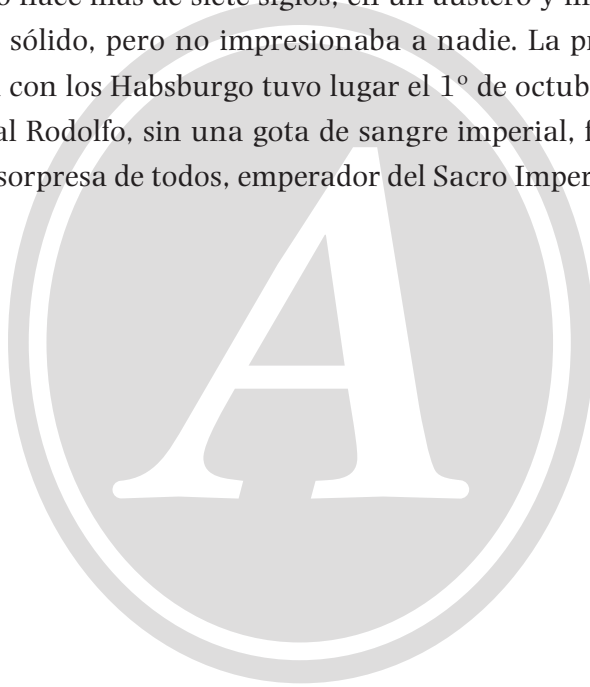 hace más de siete siglos, en un austero y
sólido, pero no impresionaba a nadie. La
con los Habsburgo tuvo lugar el 1º de
al Rodolfo, sin una gota de sangre imperial,
sorpresa de todos, emperador del Sacro
A